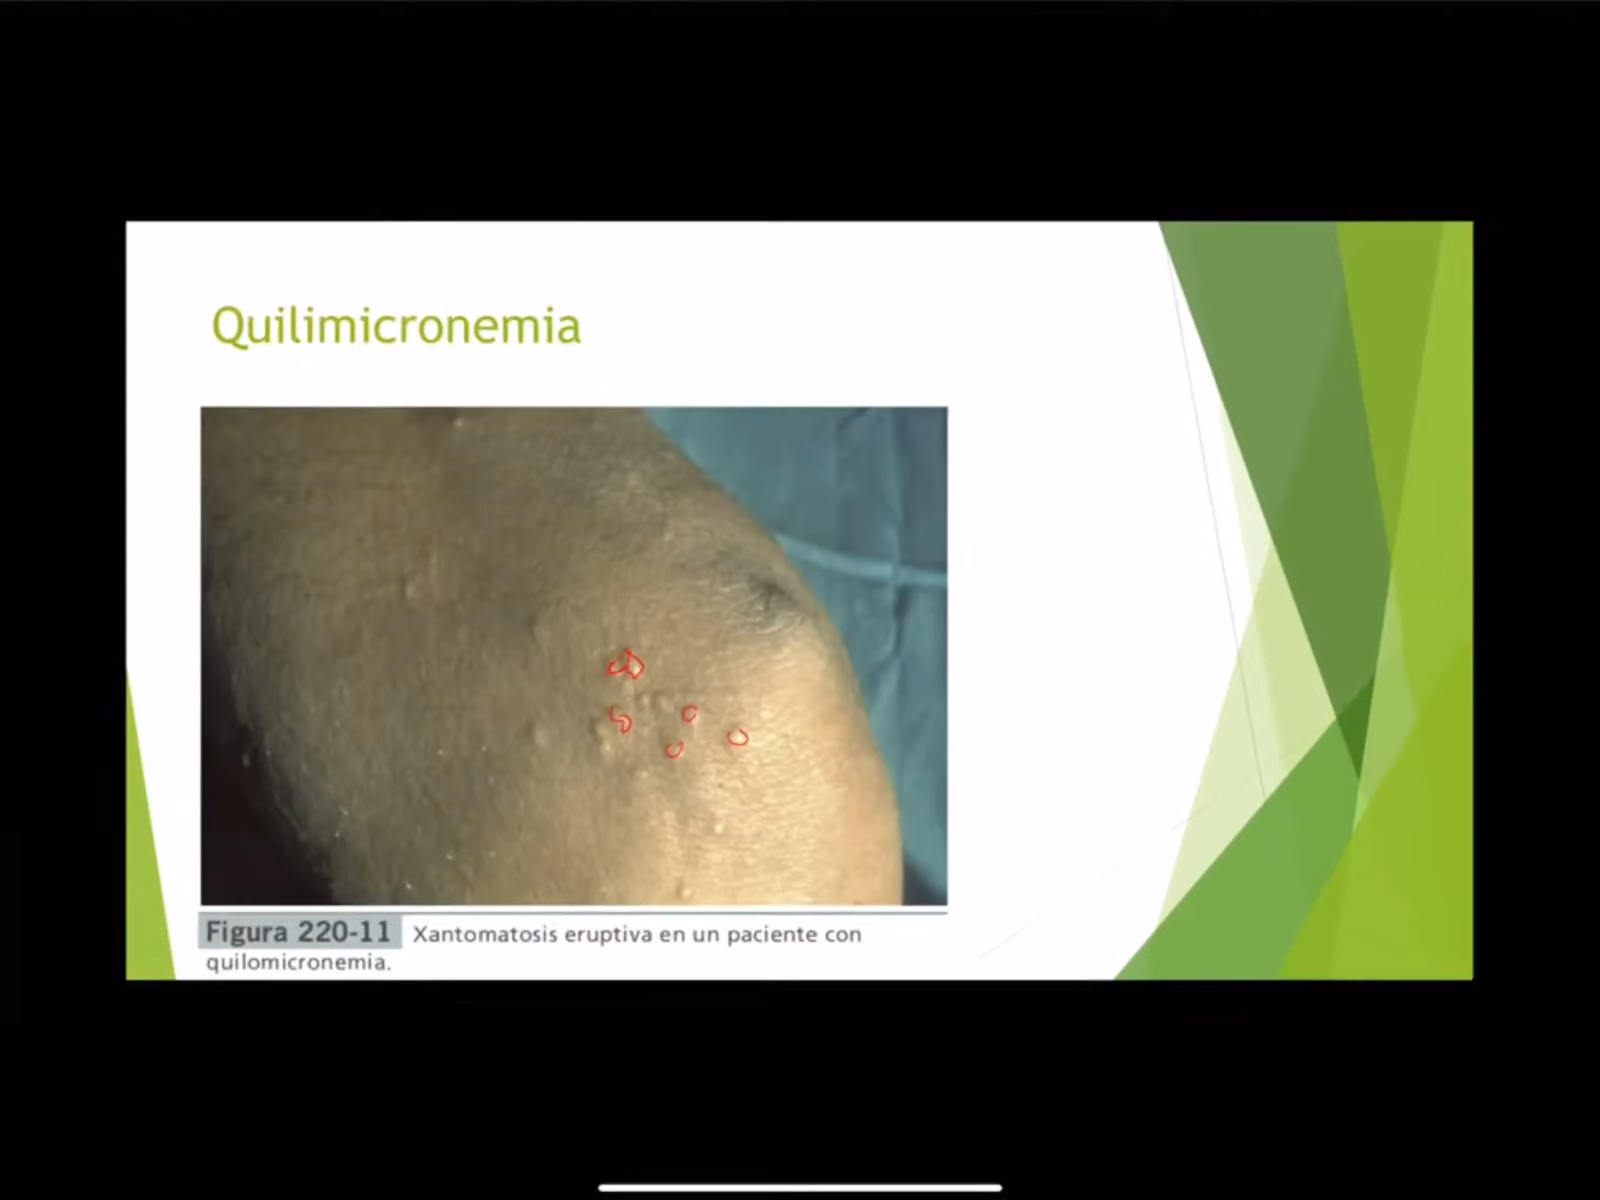 Quilimicronemia
Figura 220-11 Xantomatosis eruptiva en un paciente con
quilomicronemia.